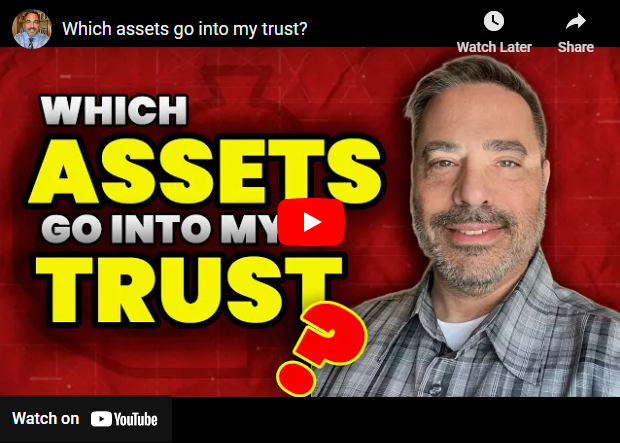 Which assets go into my trust?
Watch Later
Share
WHICH
ASSETS
GO INTO MY
TRUST
?
Watch on YouTube